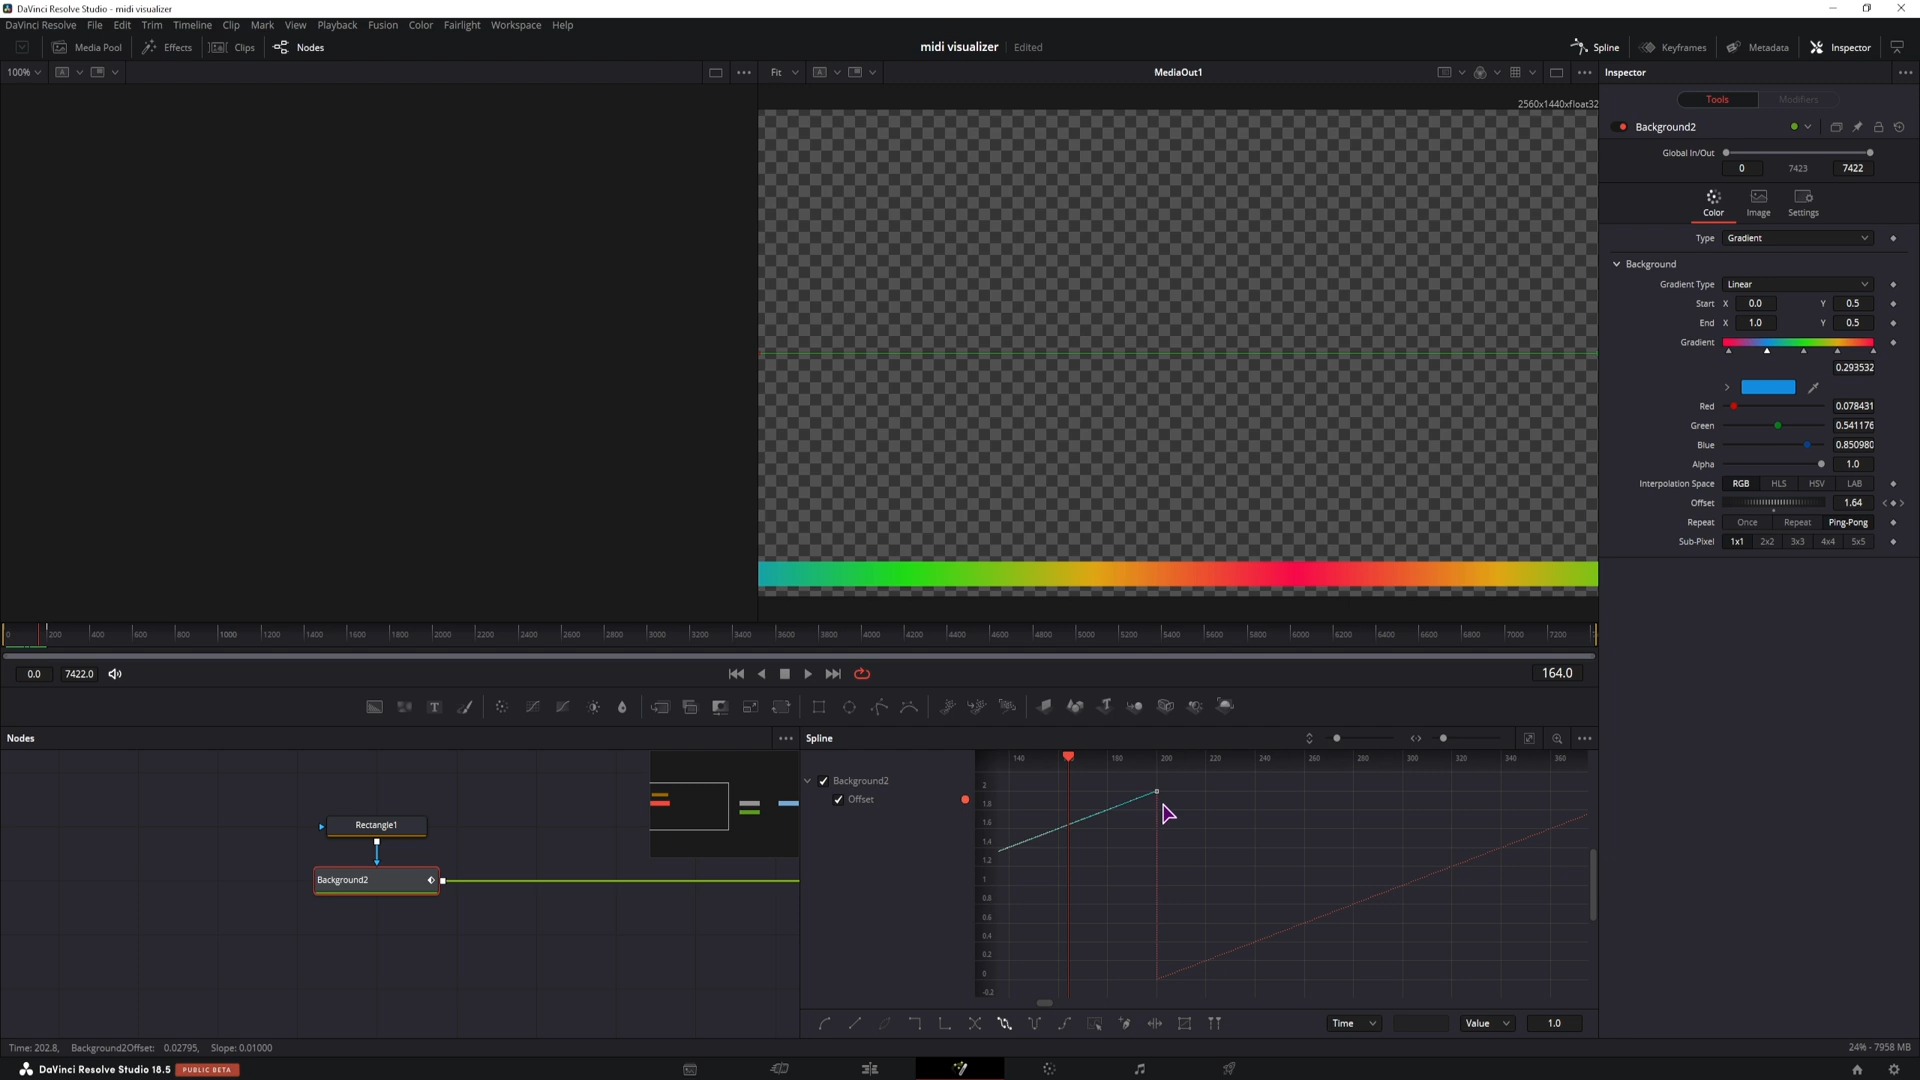 DaVinci Resolve Studio - midi visualizer
DaVinci Resolve File Edit Trim Timeline Clip Mark View Playback Fusion Color Fairlight Workspace Help
Media Pool Effects Clips Nodes midi visualizer Edited Spline Keyframes Metadata Inspector
100% Fit MediaOut1 Inspector
2560x1440xfloat32
Tools Modifiers
Background2
Global In/Out
0 7423 7422
Color Image Settings
Type Gradient
Background
Gradient Type Linear
Start X 0.0 Y 0.5
End X 1.0 Y 0.5
Gradient
0.293532
Red 0.078431
Green 0.541176
Blue 0.850980
Alpha 1.0
Interpolation Space RGB HLS HSV LAB
Offset 1.64
Repeat Once Repeat Ping-Pong
Sub-Pixel 1x1 2x2 3x3 4x4 5x5
0 200 400 600 800 1000 1200 1400 1600 1800 2000 2200 2400 2600 2800 3000 3200 3400 3600 3800 4000 4200 4400 4600 4800 5000 5200 5400 5600 5800 6000 6200 6400 6600 6800 7000 7200
0.0 7422.0 164.0
Nodes Spline
140 180 200 220 240 260 280 300 320 340 360
Background2
Offset
2
1.8
1.6
1.4
1.2
1
0.8
0.6
0.4
0.2
0
-0.2
Rectangle1
Background2
Time Value 1.0
Time: 202.8, Background2Offset: 0.02795, Slope: 0.01000 24% - 7958 MB
DaVinci Resolve Studio 18.5 PUBLIC BETA